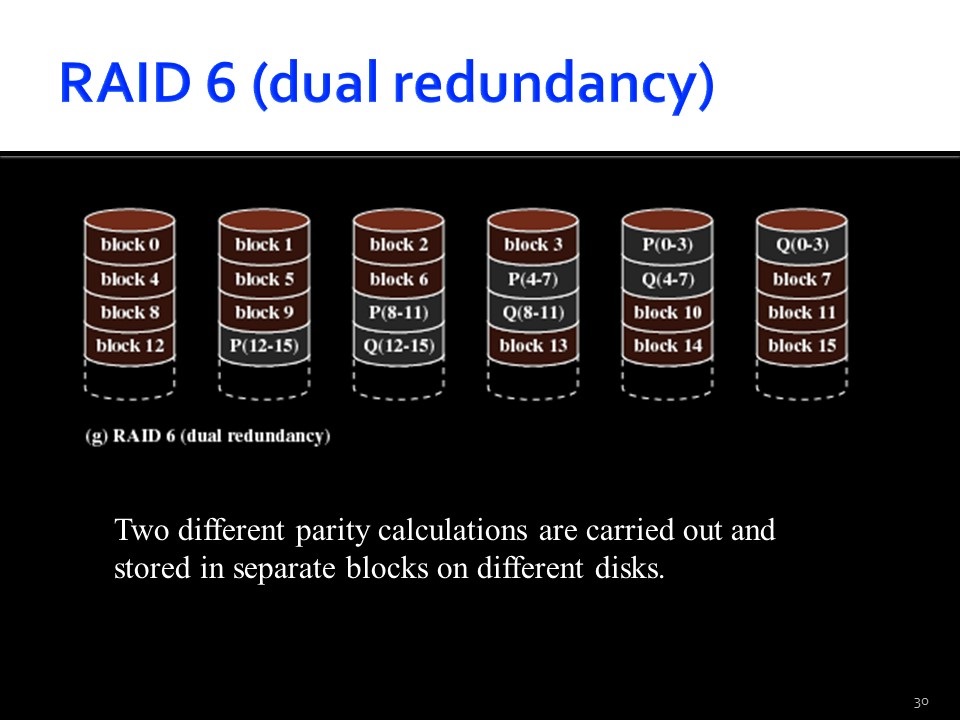 RAID 6 (dual redundancy)
block 0 block 1 block 2 block 3 P(0-3) Q(0-3)
block 4 block 5 block 6 P(4-7) Q(4-7) block 7
block 8 block 9 P(8-11) Q(8-11) block 10 block 11
block 12 P(12-15) Q(12-15) block 13 block 14 block 15
(g) RAID 6 (dual redundancy)
Two different parity calculations are carried out and
stored in separate blocks on different disks.
30